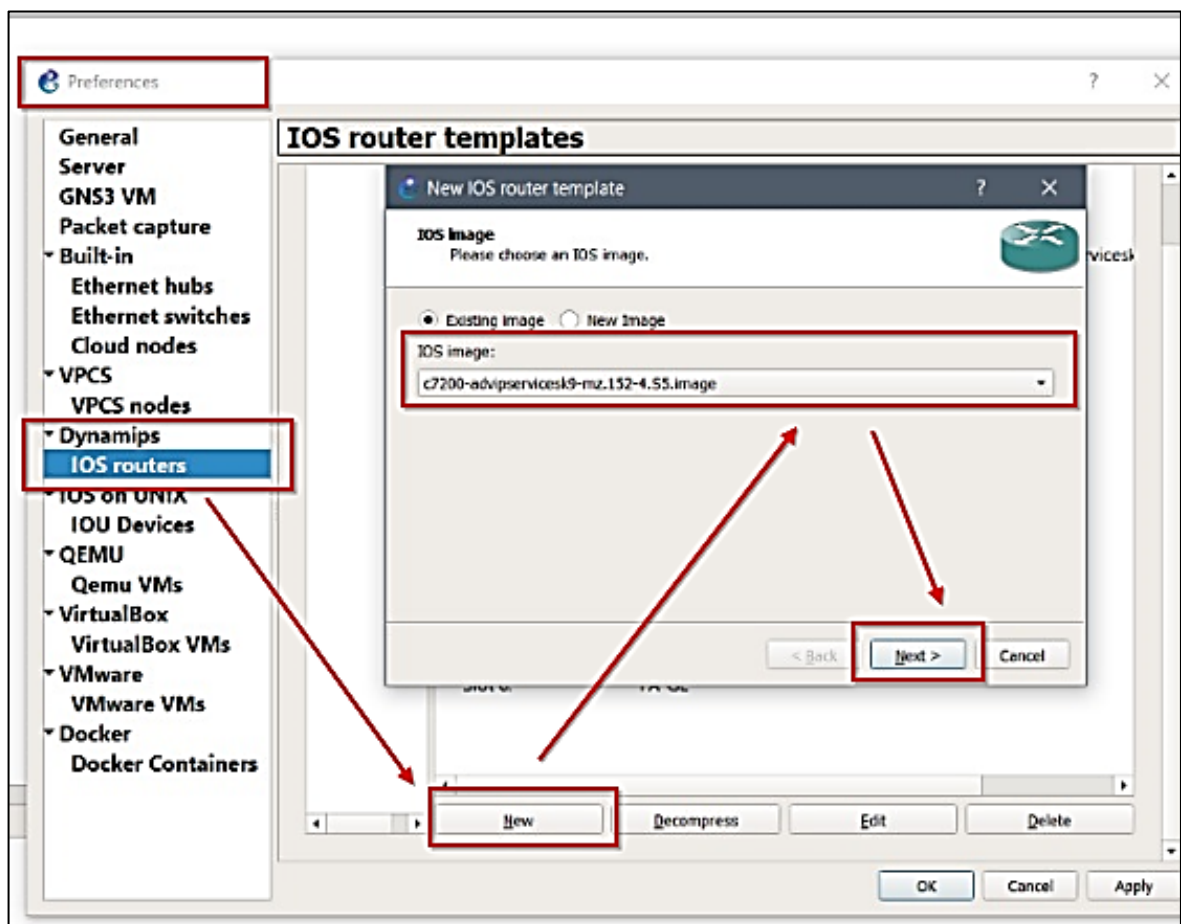 Preferences
?
×
General
Server
GNS3 VM
Packet capture
Built-in
Ethernet hubs
Ethernet switches
Cloud nodes
VPCS
VPCS nodes
Dynamips
IOS routers
IOS on UNIX
IOU Devices
QEMU
Qemu VMs
VirtualBox
VirtualBox VMs
VMware
VMware VMs
Docker
Docker Containers
IOS router templates
New IOS router template
?
×
IOS image
Please choose an IOS image.
vicesk
Existing image New Image
IOS image:
c7200-advipservicesk9-mz.152-4.S5.image
< Back Next > Cancel
New Decompress Edit Delete
OK Cancel Apply